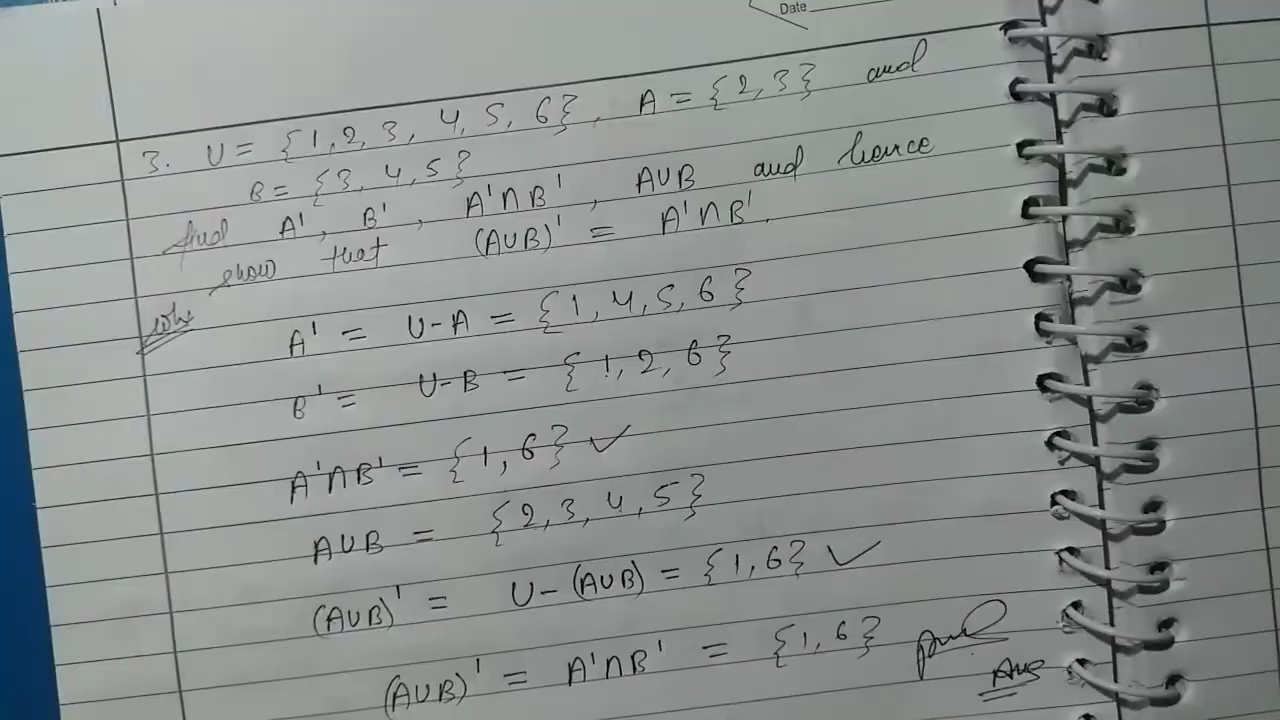 Date
3. U = {1, 2, 3, 4, 5, 6}, A = {2, 3} and
B = {3, 4, 5}
find A', B', A'∩B', A∪B and hence
show that (A∪B)' = A'∩B'.
A' = U-A = {1, 4, 5, 6}
B' = U-B = {1, 2, 6}
A'∩B' = {1, 6} ✓
A∪B = {2, 3, 4, 5}
(A∪B)' = U-(A∪B) = {1, 6} ✓
(A∪B)' = A'∩B' = {1, 6}
Ans